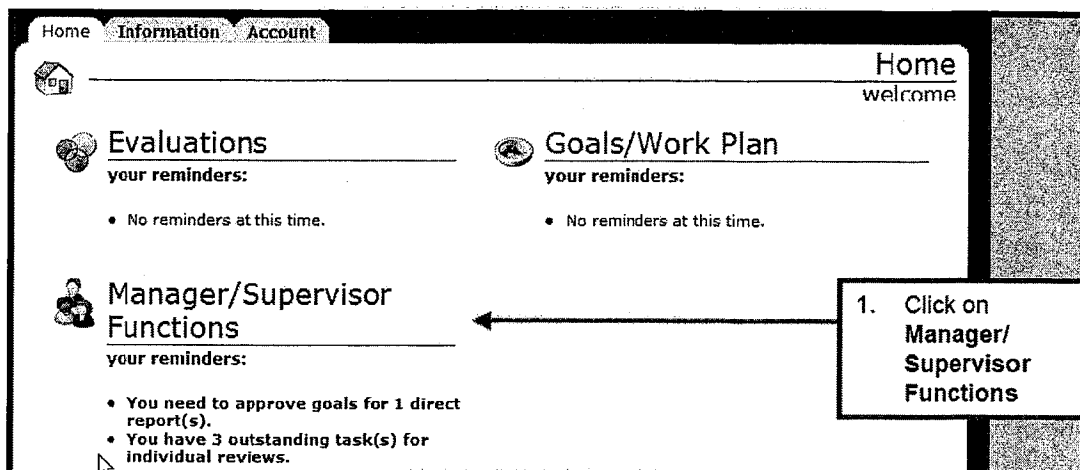 Home Information Account
Home
welcome
Evaluations
your reminders:
• No reminders at this time.
Goals/Work Plan
your reminders:
• No reminders at this time.
Manager/Supervisor
Functions
your reminders:
• You need to approve goals for 1 direct
report(s).
• You have 3 outstanding task(s) for
individual reviews.
1. Click on
Manager/
Supervisor
Functions